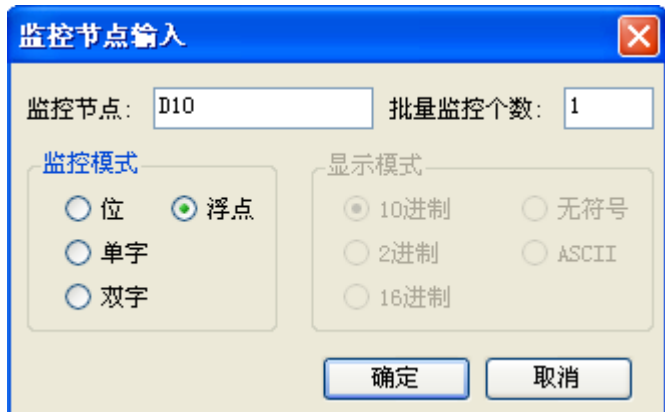 监控节点输入
监控节点: D10 批量监控个数: 1
监控模式 显示模式
位 浮点 10进制 无符号
单字 2进制 ASCII
双字 16进制
确定 取消